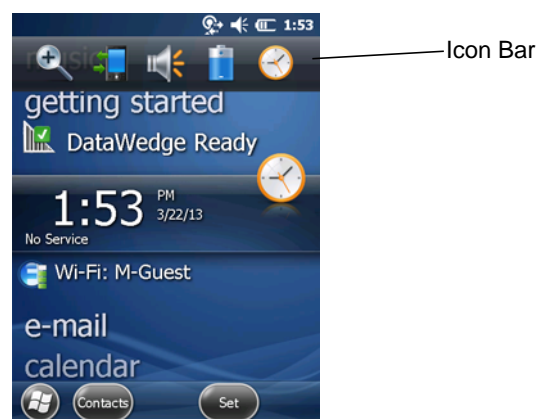 1:53
Icon Bar
music
getting started
DataWedge Ready
1:53 PM
3/22/13
No Service
Wi-Fi: M-Guest
e-mail
calendar
Contacts
Set